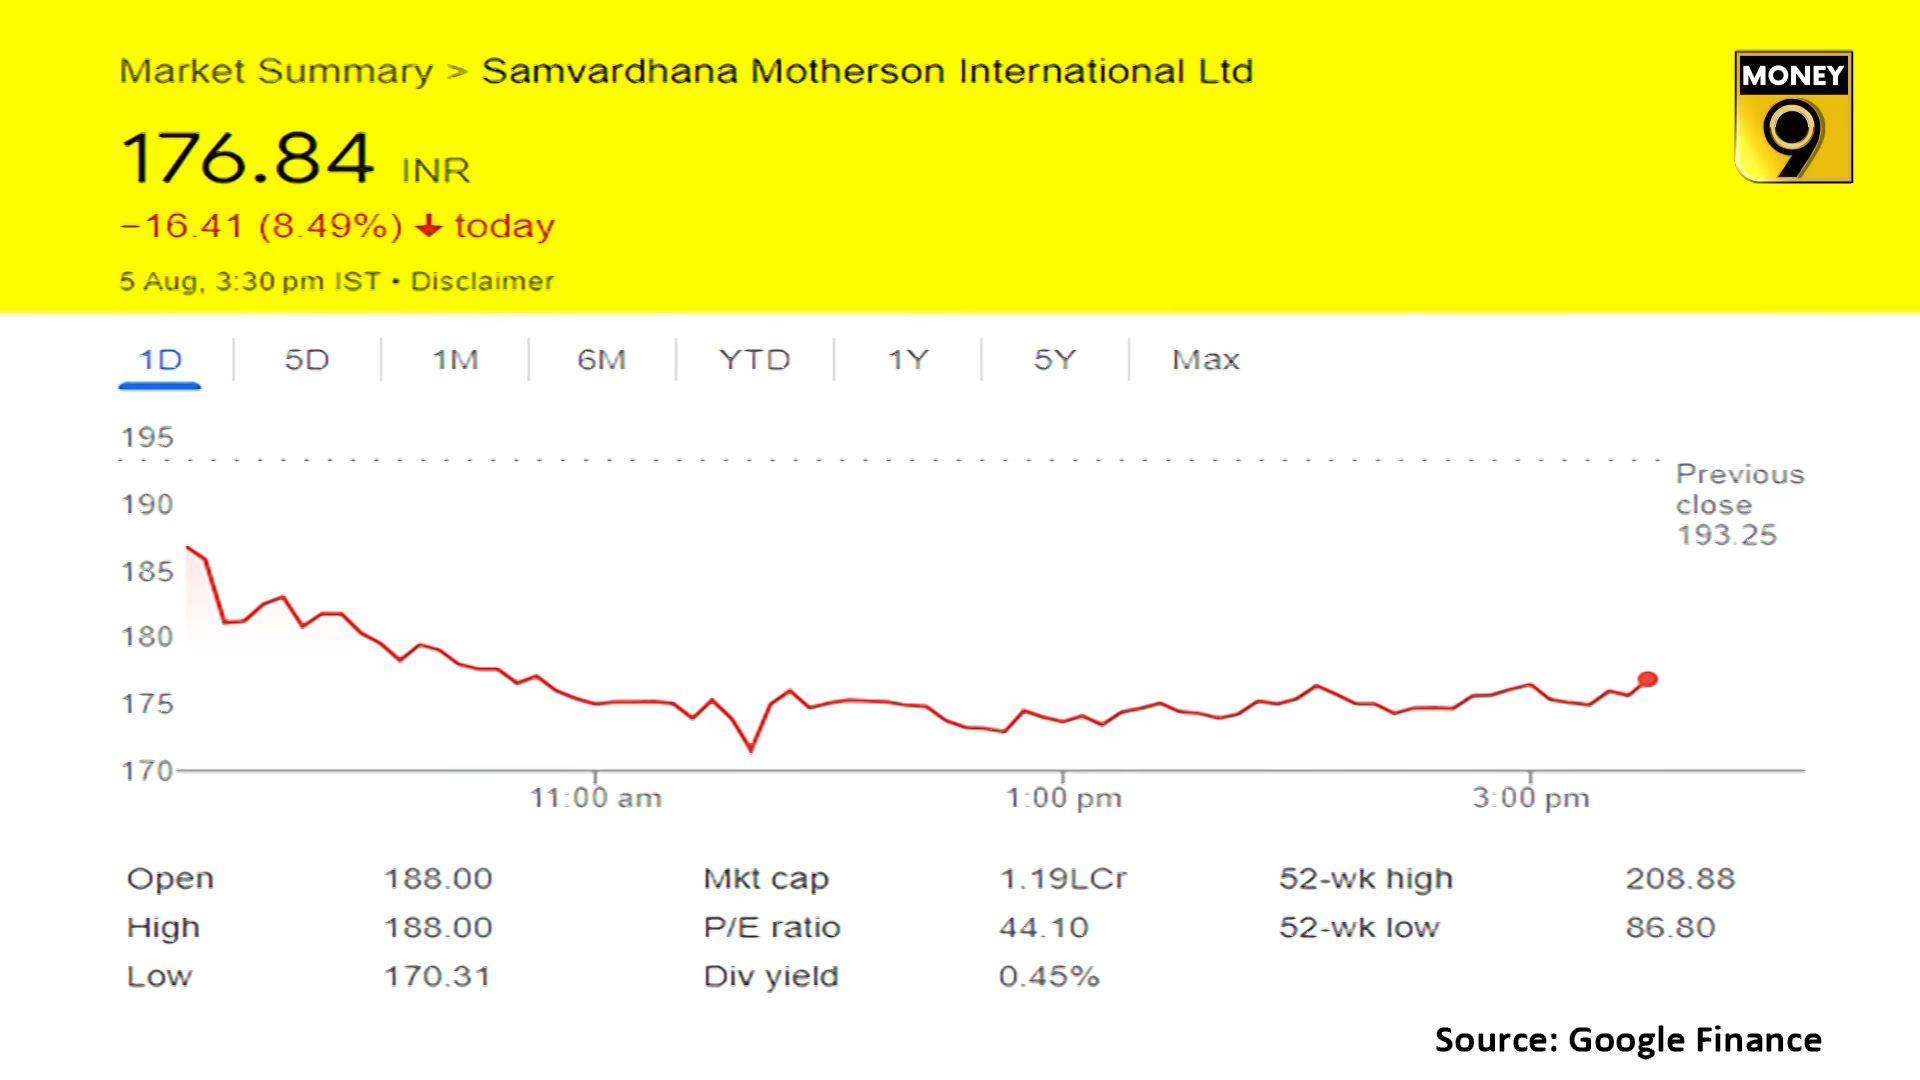 Market Summary > Samvardhana Motherson International Ltd
MONEY
9
176.84 INR
−16.41 (8.49%) ↓ today
5 Aug, 3:30 pm IST • Disclaimer
1D 5D 1M 6M YTD 1Y 5Y Max
195
190
185
180
175
170
Previous
close
193.25
11:00 am 1:00 pm 3:00 pm
Open 188.00 Mkt cap 1.19LCr 52-wk high 208.88
High 188.00 P/E ratio 44.10 52-wk low 86.80
Low 170.31 Div yield 0.45%
Source: Google Finance